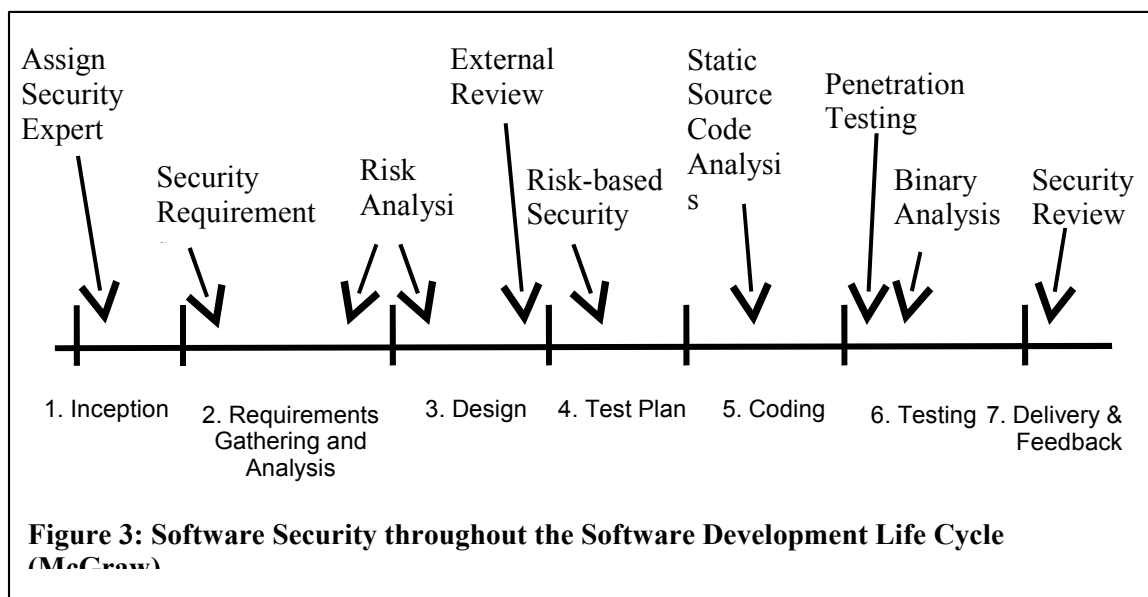 Assign
Security
Expert
Security
Requirement
Risk
Analysi
External
Review
Risk-based
Security
Static
Source
Code
Analysi
s
Penetration
Testing
Binary
Analysis
Security
Review
1. Inception
2. Requirements
Gathering and
Analysis
3. Design
4. Test Plan
5. Coding
6. Testing
7. Delivery &
Feedback
Figure 3: Software Security throughout the Software Development Life Cycle
(McGraw)